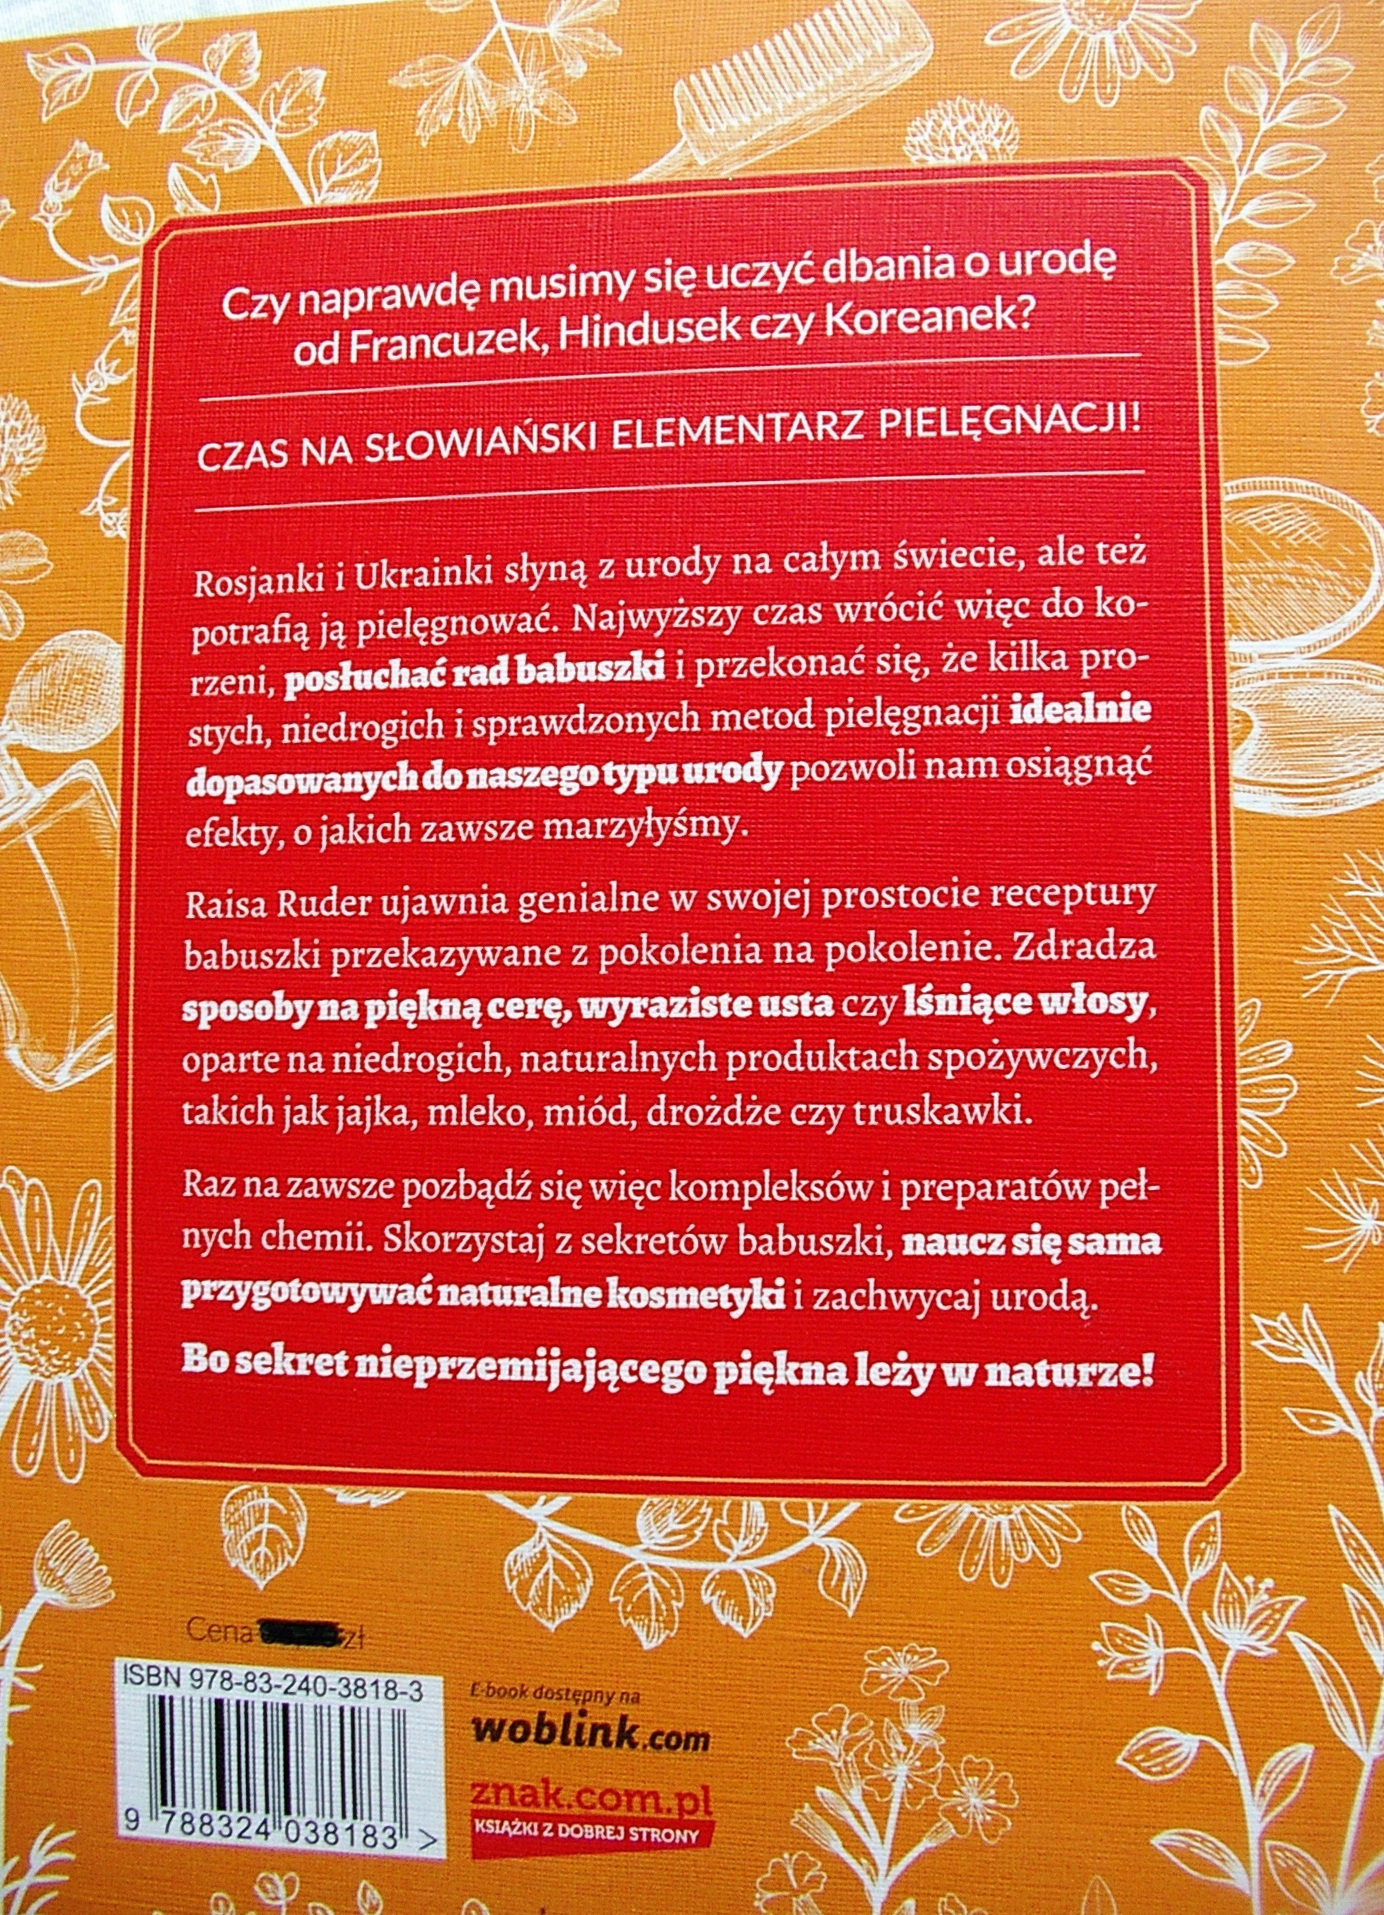 Czy naprawdę musimy się uczyć dbania o urodę
od Francuzek, Hindusek czy Koreanek?
CZAS NA SŁOWIAŃSKI ELEMENTARZ PIELĘGNACJI!
Rosjanki i Ukrainki słyną z urody na całym świecie, ale też
potrafią ją pielęgnować. Najwyższy czas wrócić więc do ko-
rzeni, posłuchać rad babuszki i przekonać się, że kilka pro-
stych, niedrogich i sprawdzonych metod pielęgnacji idealnie
dopasowanych do naszego typu urody pozwoli nam osiągnąć
efekty, o jakich zawsze marzyłyśmy.
Raisa Ruder ujawnia genialne w swojej prostocie receptury
babuszki przekazywane z pokolenia na pokolenie. Zdradza
sposoby na piękną cerę, wyraziste usta czy lśniące włosy,
oparte na niedrogich, naturalnych produktach spożywczych,
takich jak jajka, mleko, miód, drożdże czy truskawki.
Raz na zawsze pozbądź się więc kompleksów i preparatów peł-
nych chemii. Skorzystaj z sekretów babuszki, naucz się sama
przygotowywać naturalne kosmetyki i zachwycaj urodą.
Bo sekret nieprzemijającego piękna leży w naturze!
Cena zł
ISBN 978-83-240-3818-3
9 788324 038183 >
E-book dostępny na
woblink.com
znak.com.pl
KSIĄŻKI Z DOBREJ STRONY